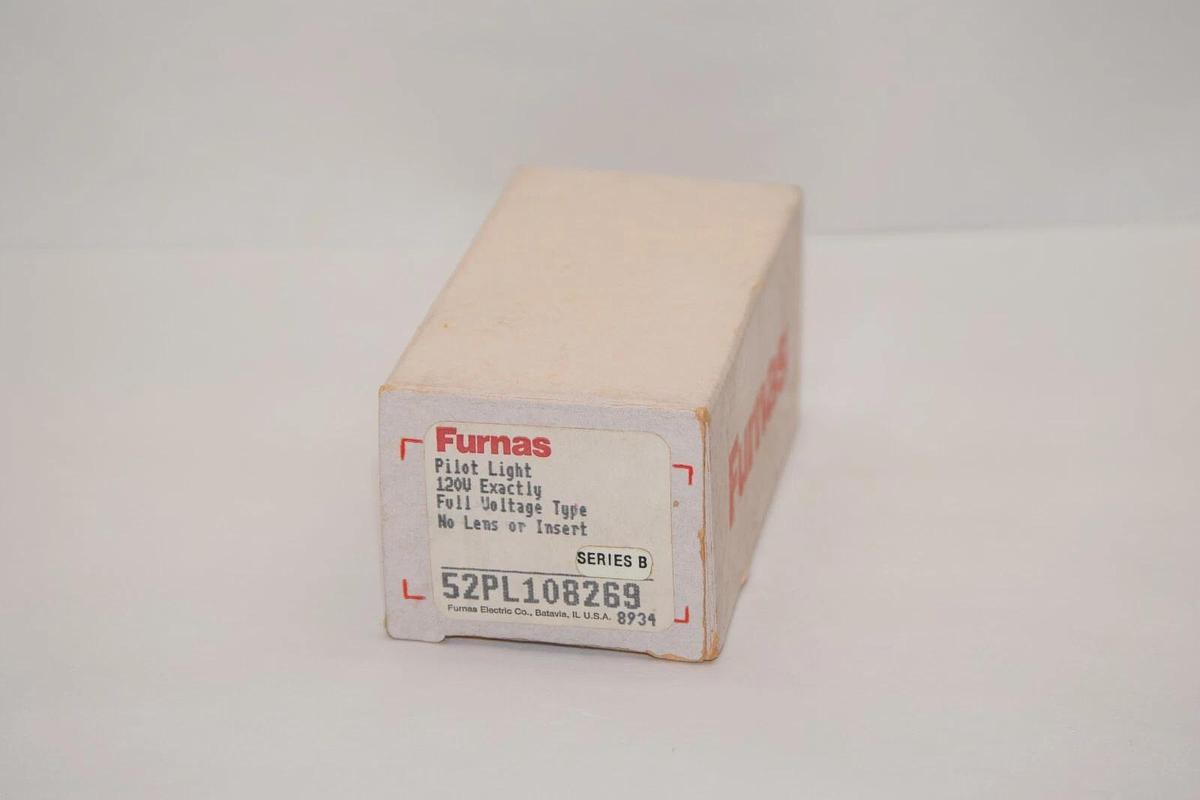 Furnas
Pilot Light
120V Exactly
Full Voltage Type
No Lens or Insert
SERIES B
52PL108269
Furnas Electric Co., Batavia, IL U.S.A. 8934
Furnas